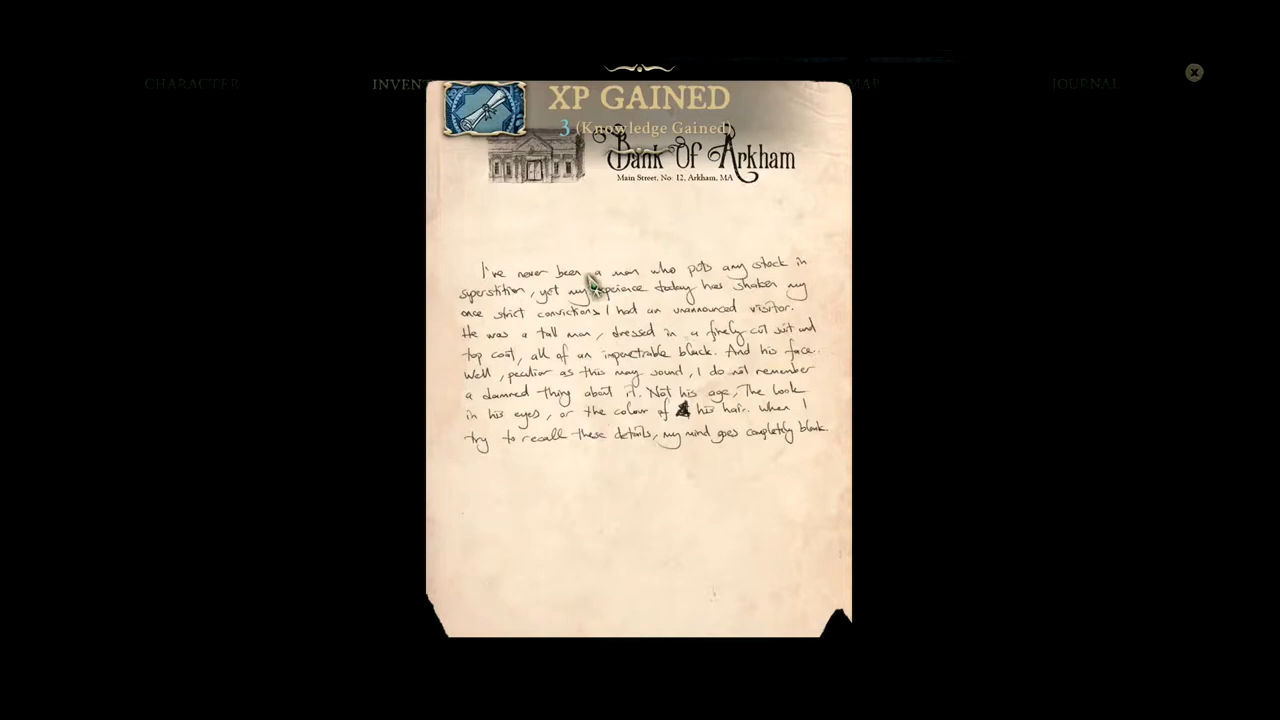 CHARACTER
INVENT
MAP
JOURNAL
XP GAINED
3 (Knowledge Gained)
Bank Of Arkham
Main Street, No: 12, Arkham, MA
I've never been a man who puts any stock in
superstition, yet my experience today has shaken my
once strict convictions. I had an unannounced visitor.
He was a tall man, dressed in a finely cut suit and
top coat, all of an impenetrable black. And his face..
Well, peculiar as this may sound, I do not remember
a damned thing about it. Not his age, The look
in his eyes, or the colour of his hair. When I
try to recall these details, my mind goes completely blank.